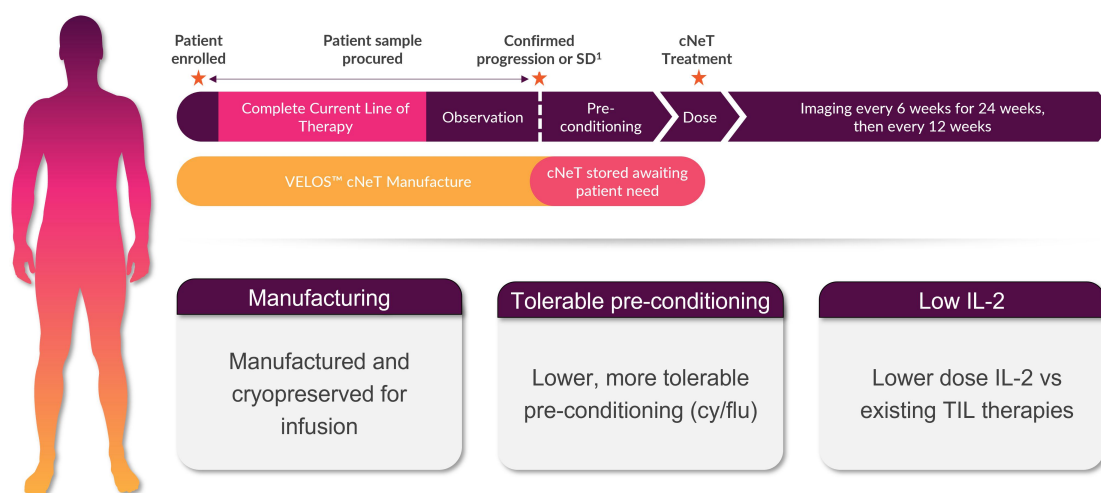 Patient
enrolled
Patient sample
procured
Confirmed
progression or SD¹
cNeT
Treatment
Complete Current Line of
Therapy
Observation
Pre-
conditioning
Dose
Imaging every 6 weeks for 24 weeks,
then every 12 weeks
VELOS™ cNeT Manufacture
cNeT stored awaiting
patient need
Manufacturing
Manufactured and
cryopreserved for
infusion
Tolerable pre-conditioning
Lower, more tolerable
pre-conditioning (cy/flu)
Low IL-2
Lower dose IL-2 vs
existing TIL therapies